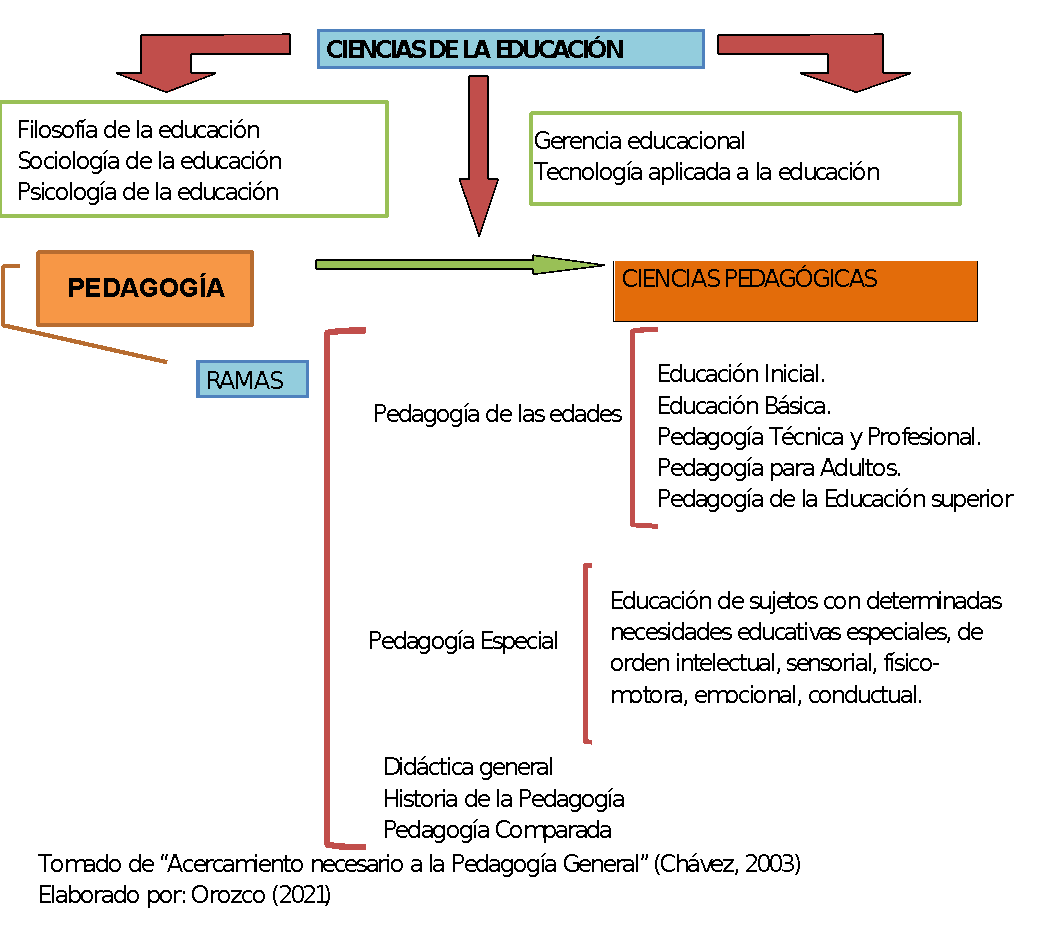 CIENCIAS DE LA EDUCACIÓN
Filosofía de la educación
Sociología de la educación
Psicología de la educación
Gerencia educacional
Tecnología aplicada a la educación
PEDAGOGÍA
CIENCIAS PEDAGÓGICAS
RAMAS
Pedagogía de las edades
Educación Inicial.
Educación Básica.
Pedagogía Técnica y Profesional.
Pedagogía para Adultos.
Pedagogía de la Educación superior
Pedagogía Especial
Educación de sujetos con determinadas
necesidades educativas especiales, de
orden intelectual, sensorial, físico-
motora, emocional, conductual.
Didáctica general
Historia de la Pedagogía
Pedagogía Comparada
Tomado de “Acercamiento necesario a la Pedagogía General” (Chávez, 2003)
Elaborado por: Orozco (2021)